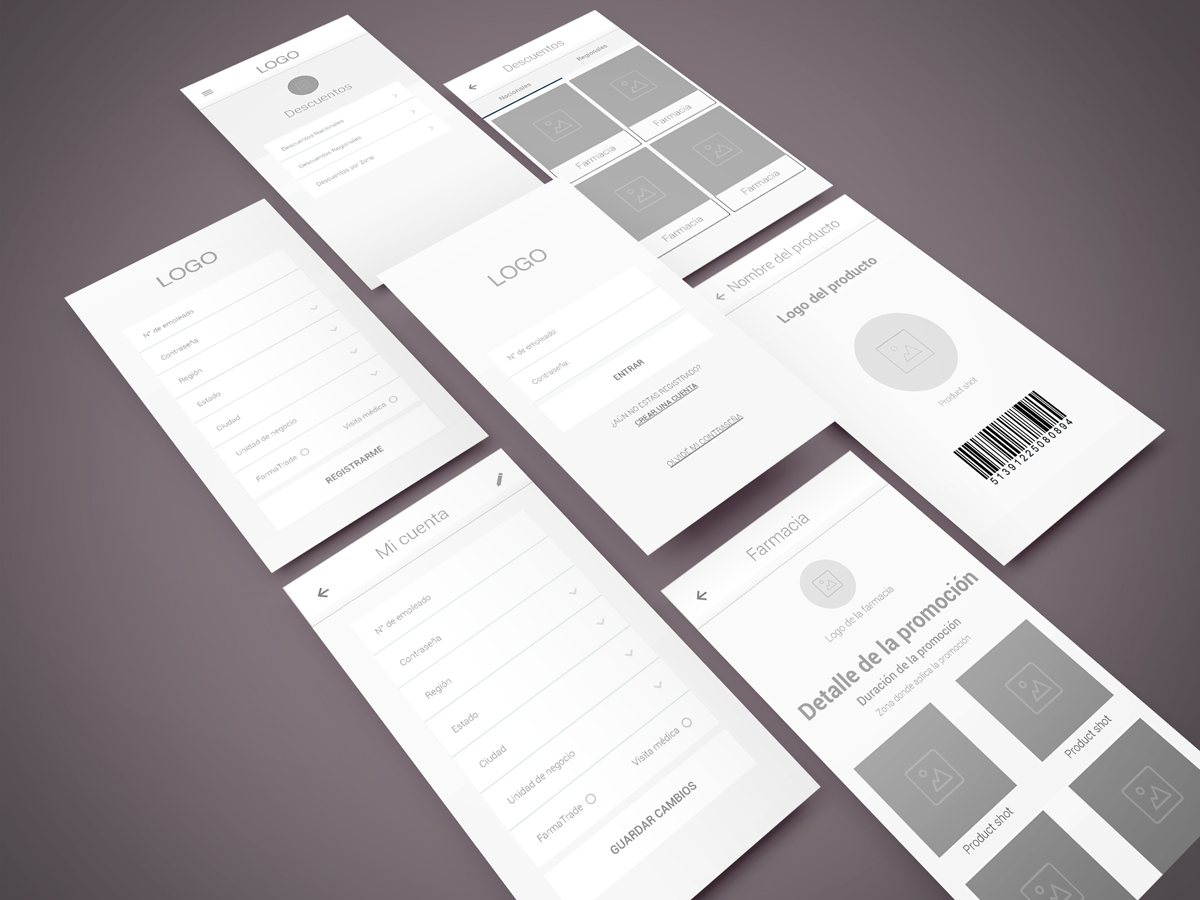 LOGO
Descuentos
Descuentos Nacionales
Descuentos Regionales
Descuentos por Zona
Descuentos
Nacionales
Regionales
Farmacia
Farmacia
Farmacia
Farmacia
LOGO
N° de empleado
Contraseña
Región
Estado
Ciudad
Unidad de negocio
FarmaTrade
Visita médica
REGISTRARME
LOGO
N° de empleado:
Contraseña:
ENTRAR
¿AÚN NO ESTAS REGISTRADO?
CREAR UNA CUENTA
OLVIDÉ MI CONTRASEÑA
Nombre del producto
Logo del producto
Product shot
51391225080894
Mi cuenta
N° de empleado
Contraseña
Región
Estado
Ciudad
Unidad de negocio
FarmaTrade
Visita médica
GUARDAR CAMBIOS
Farmacia
Logo de la farmacia
Detalle de la promoción
Duración de la promoción
Zona donde aplica la promoción
Product shot
Product shot